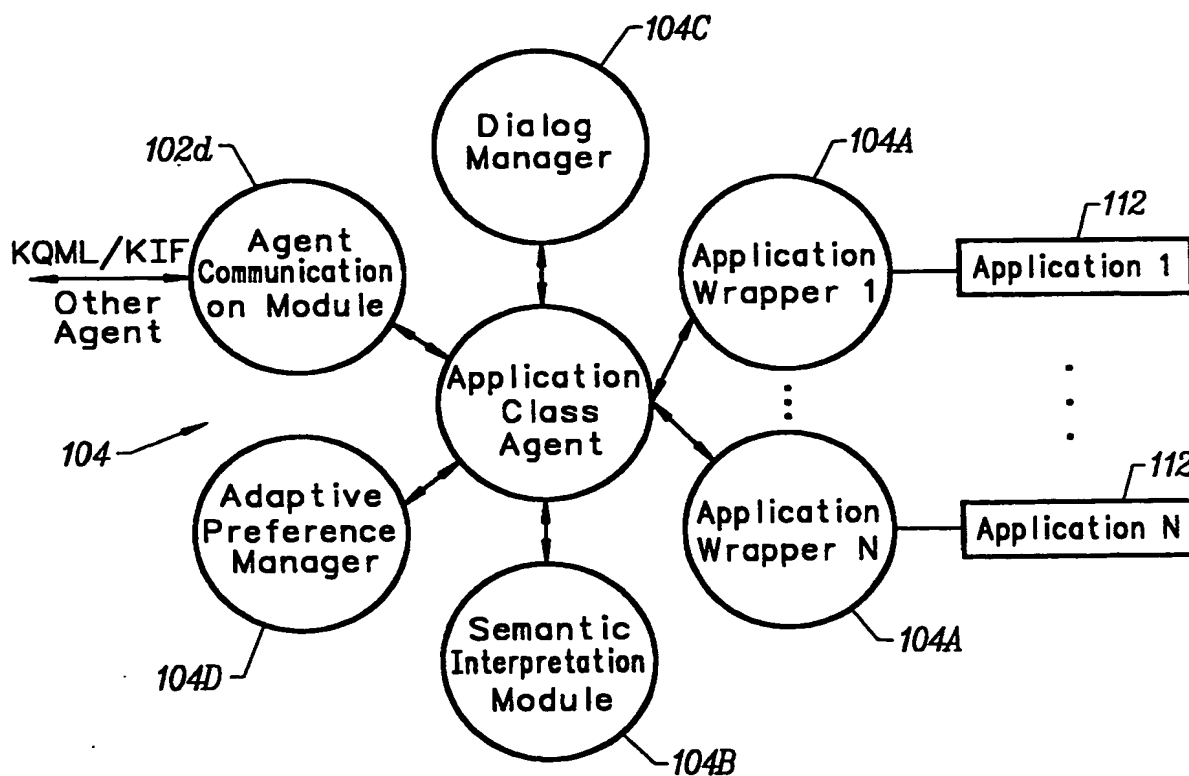 104C
Dialog
Manager
102d
104A
112
KQML/KIF
Other
Agent
Agent
Communication
on Module
Application
Wrapper 1
Application 1
Application
Class
Agent
104
Adaptive
Preference
Manager
Application
Wrapper N
112
Application N
104D
Semantic
Interpretation
Module
104A
104B